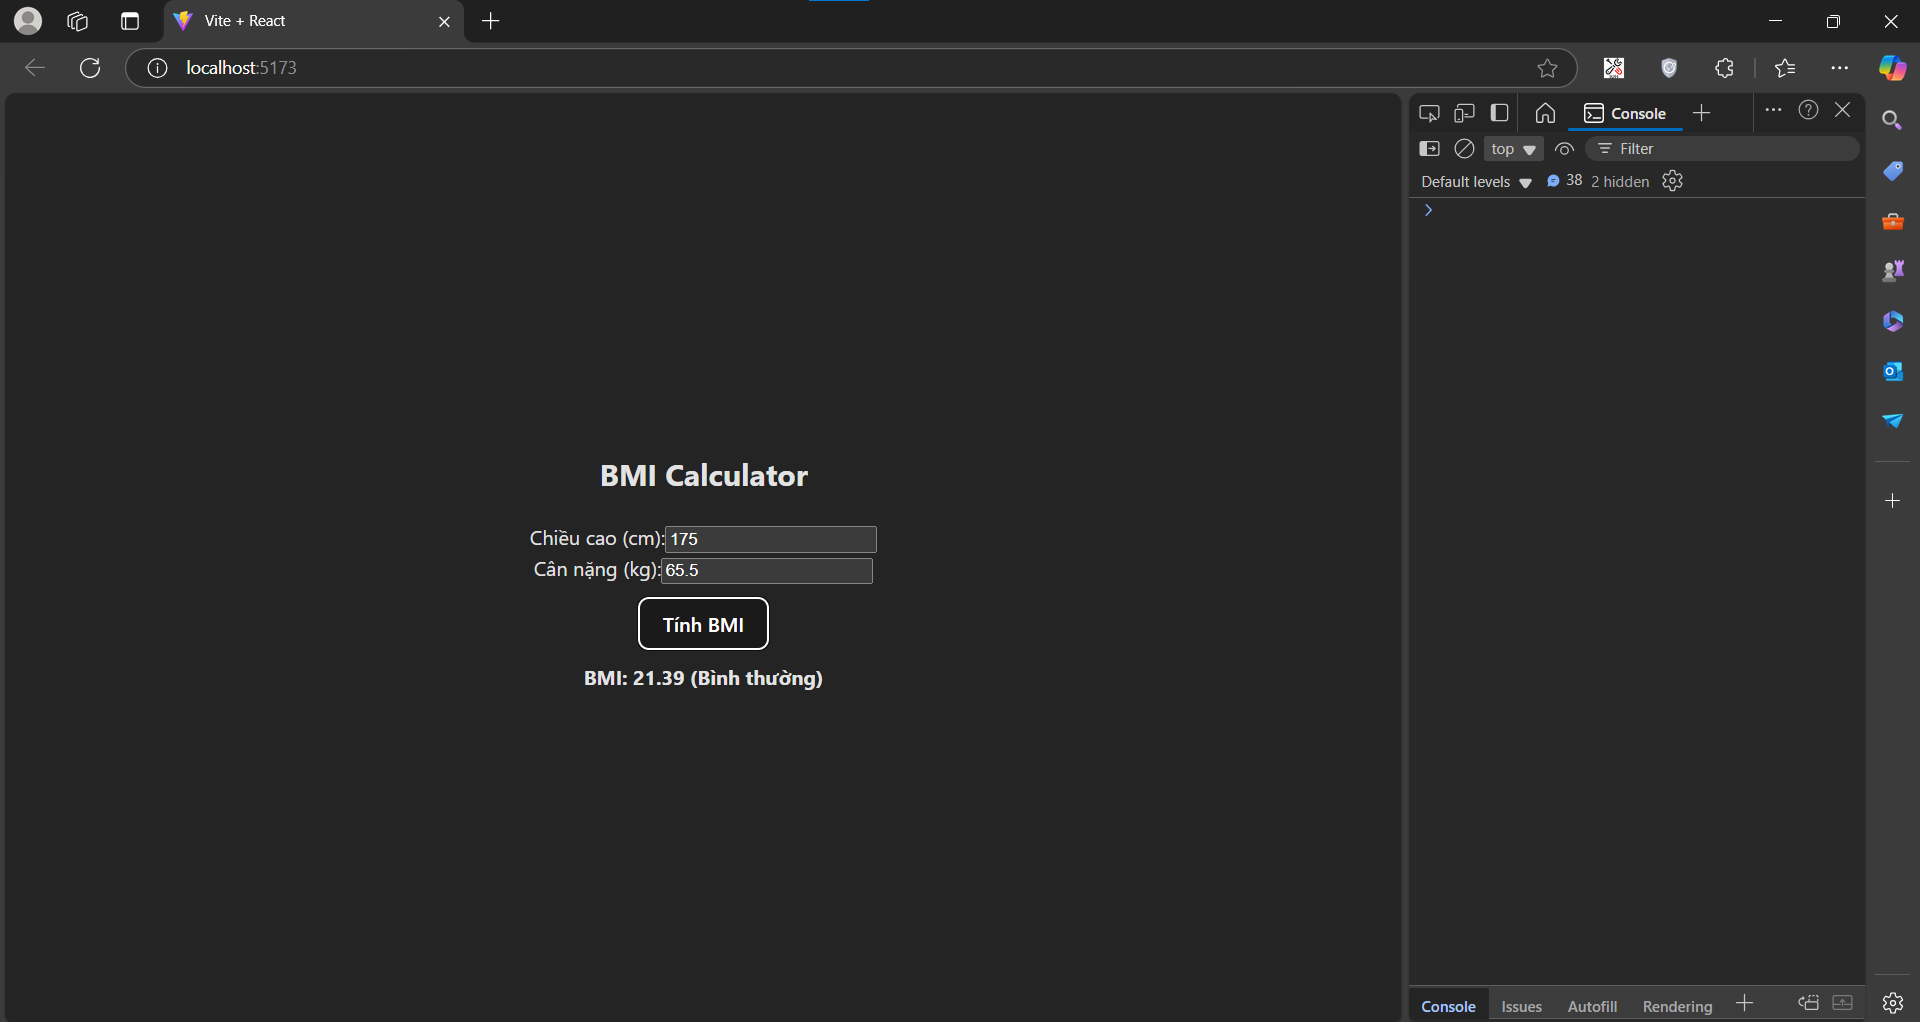 Vite + React
localhost:5173
Console
top
Filter
Default levels
38
2 hidden
BMI Calculator
Chiều cao (cm):
175
Cân nặng (kg):
65.5
Tính BMI
BMI: 21.39 (Bình thường)
Console
Issues
Autofill
Rendering